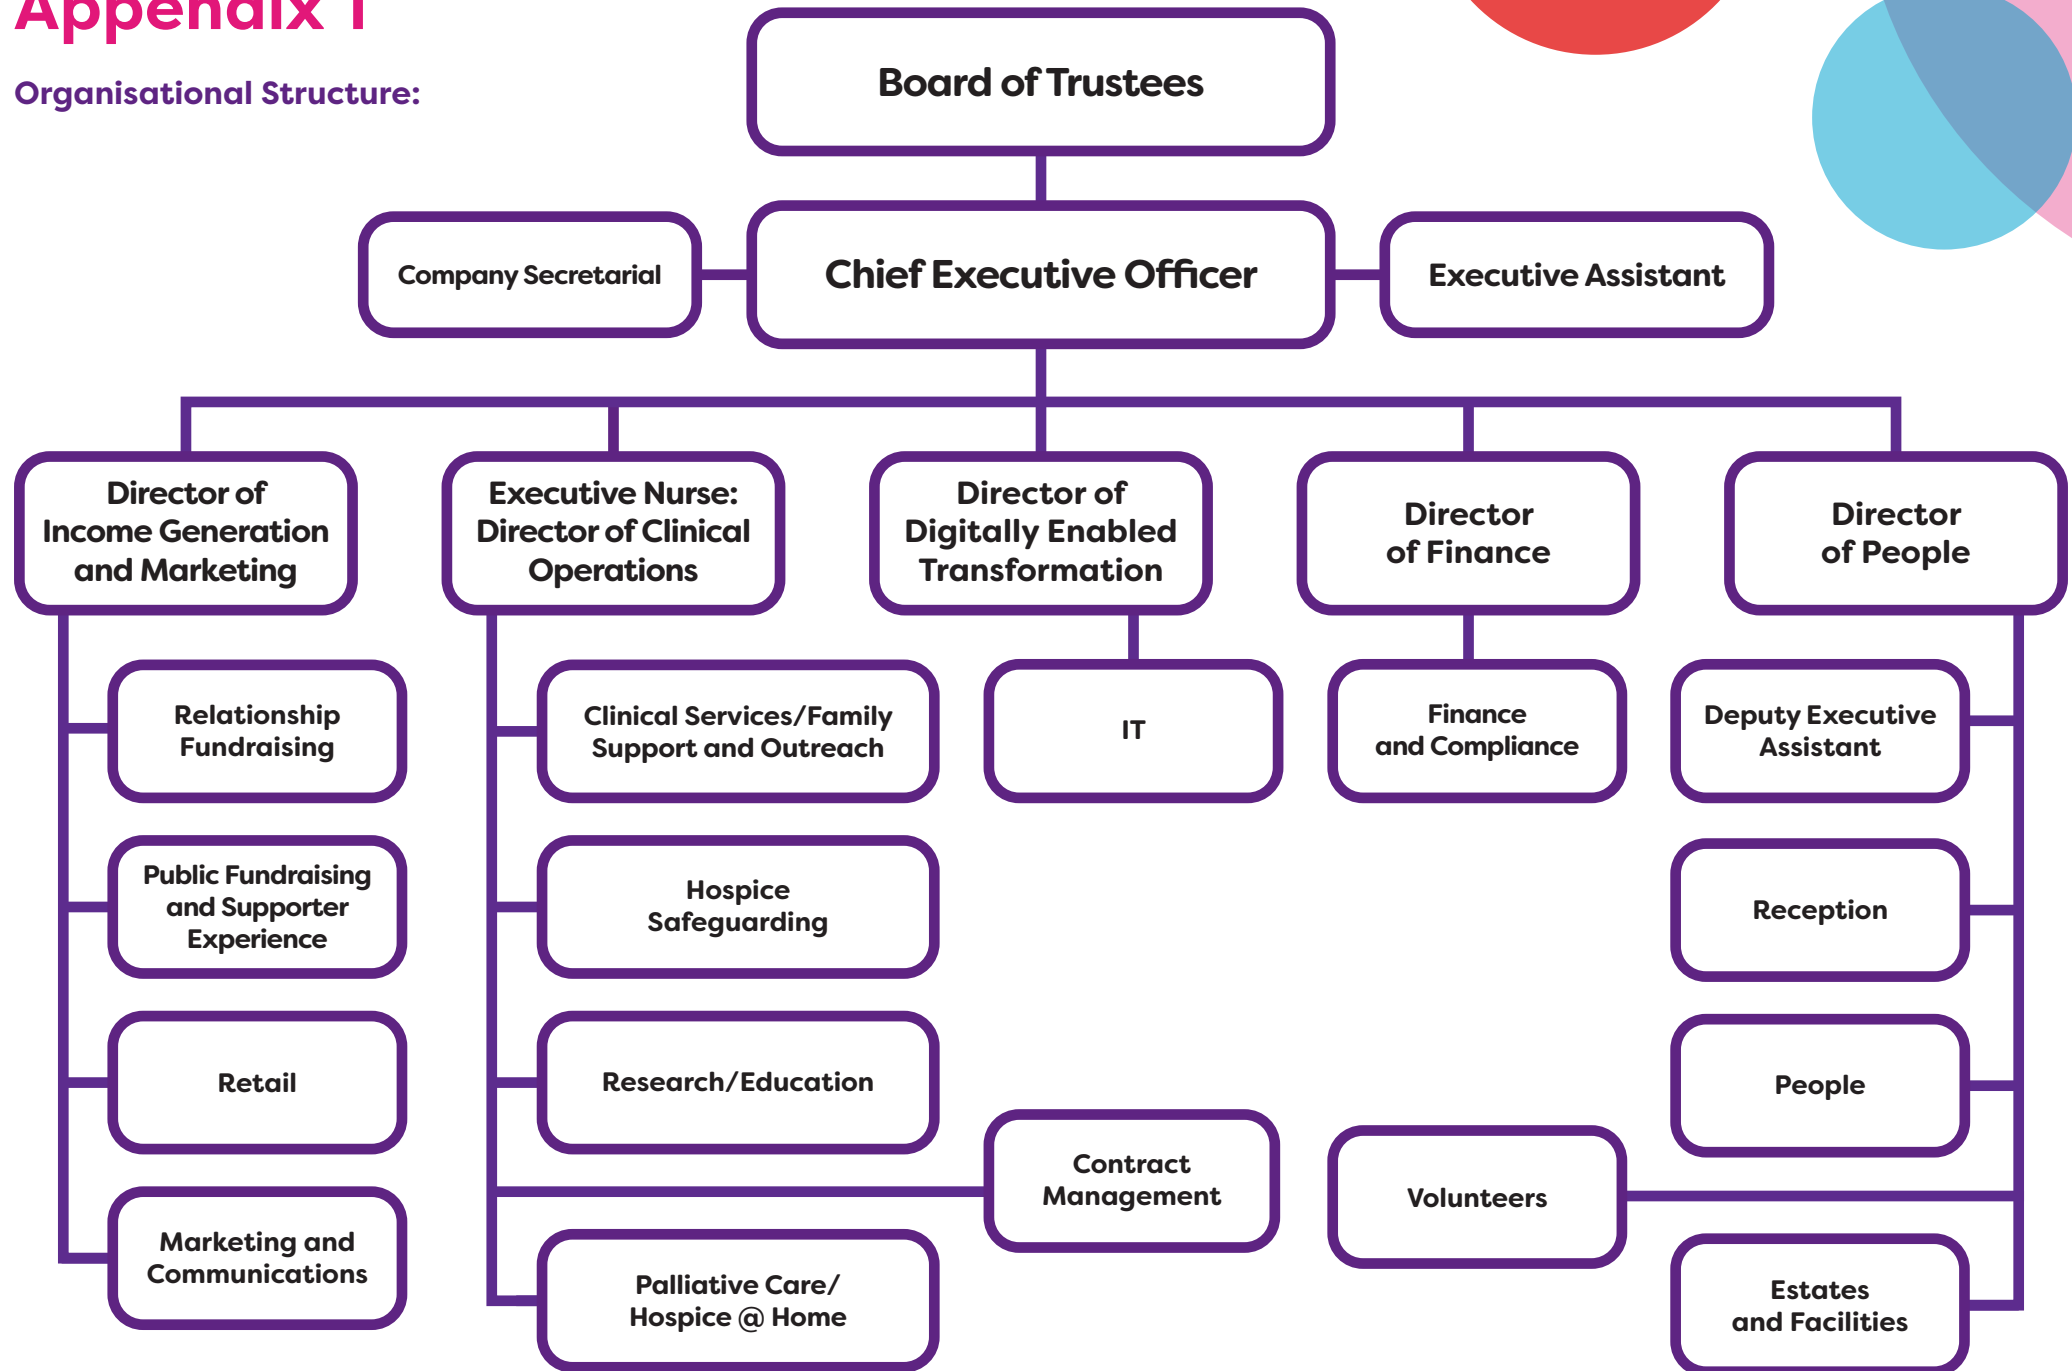 Appendix 1
Organisational Structure:
Board of Trustees
Company Secretarial
Chief Executive Officer
Executive Assistant
Director of
Income Generation
and Marketing
Executive Nurse:
Director of Clinical
Operations
Director of
Digitally Enabled
Transformation
Director
of Finance
Director
of People
Relationship
Fundraising
Public Fundraising
and Supporter
Experience
Retail
Marketing and
Communications
Clinical Services/Family
Support and Outreach
Hospice
Safeguarding
Research/Education
Contract
Management
Palliative Care/
Hospice @ Home
IT
Finance
and Compliance
Deputy Executive
Assistant
Reception
People
Volunteers
Estates
and Facilities